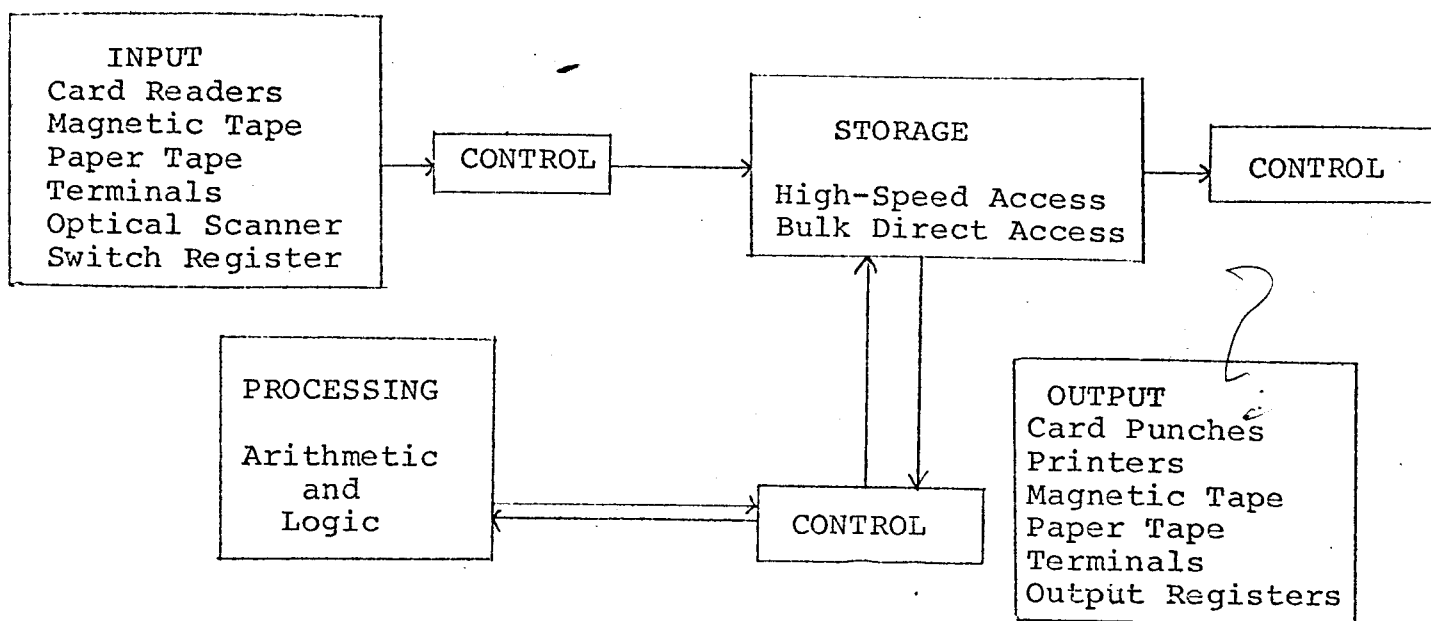 INPUT
Card Readers
Magnetic Tape
Paper Tape
Terminals
Optical Scanner
Switch Register
CONTROL
STORAGE
High-Speed Access
Bulk Direct Access
CONTROL
PROCESSING
Arithmetic
and
Logic
CONTROL
?
OUTPUT
Card Punches
Printers
Magnetic Tape
Paper Tape
Terminals
Output Registers